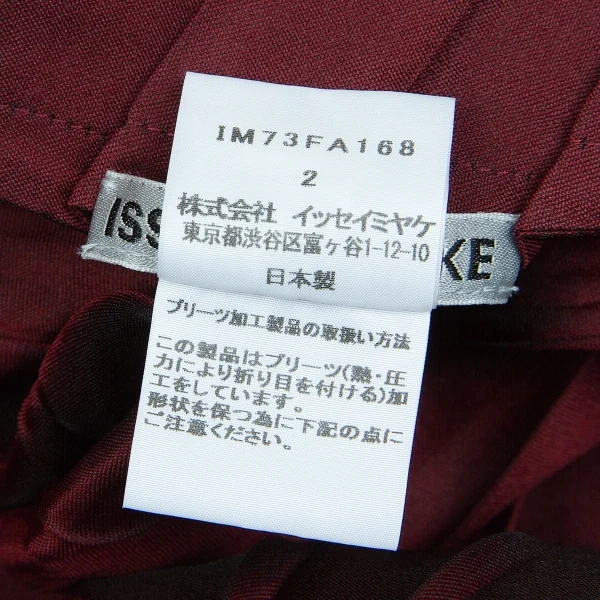 IM73FA168
2
株式会社 イッセイミヤケ
東京都渋谷区富ヶ谷1-12-10
日本製
プリーツ加工製品の取扱い方法
この製品はプリーツ(熱・圧
力により折り目を付ける)加
工をしています。
形状を保つ為に下記の点に
ご注意ください。
ISS
KE